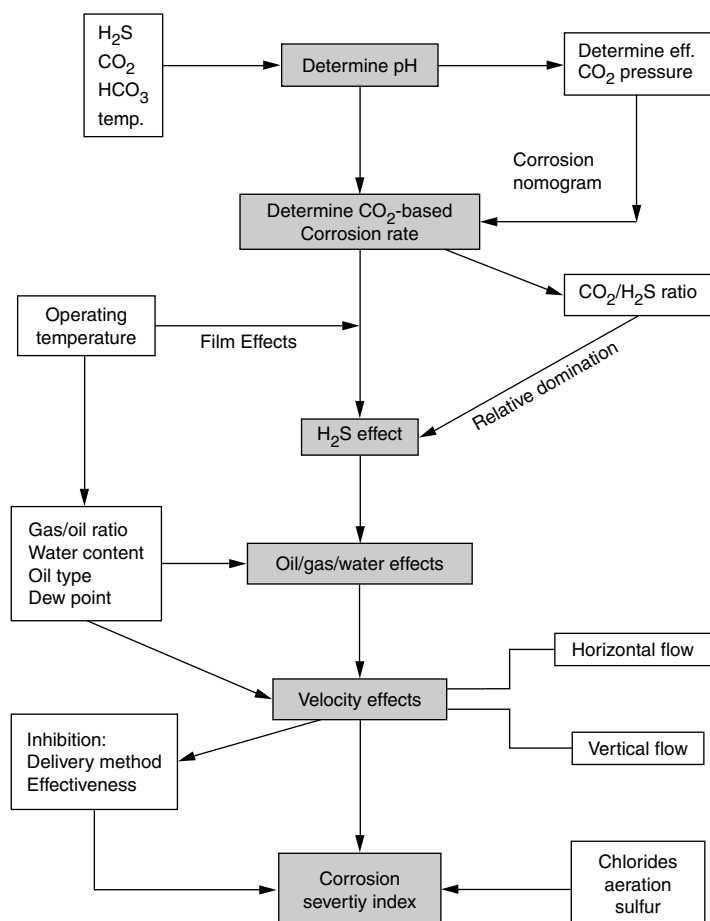 H₂S
CO₂
HCO₃
temp.
Determine pH
Determine eff.
CO₂ pressure
Corrosion
nomogram
Determine CO₂-based
Corrosion rate
CO₂/H₂S ratio
Operating
temperature
Film Effects
Relative domination
H₂S effect
Gas/oil ratio
Water content
Oil type
Dew point
Oil/gas/water effects
Horizontal flow
Velocity effects
Vertical flow
Inhibition:
Delivery method
Effectiveness
Corrosion
severtiy index
Chlorides
aeration
sulfur